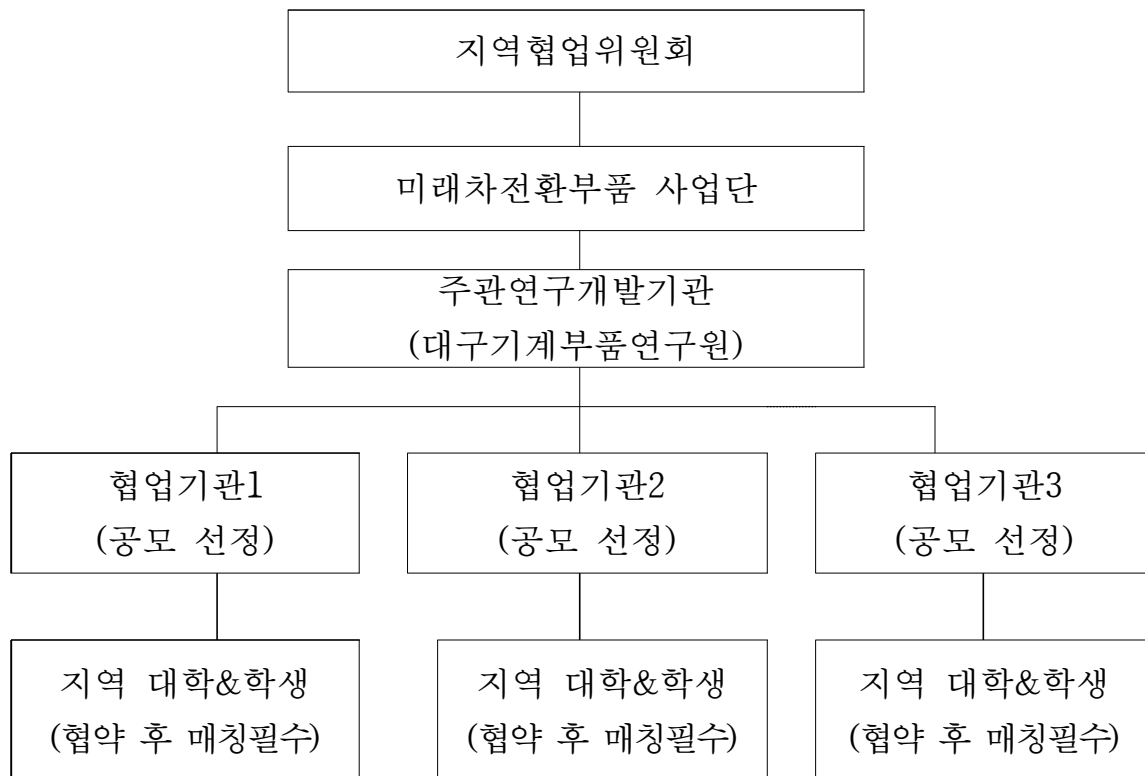 지역협업위원회
미래차전환부품 사업단
주관연구개발기관
(대구기계부품연구원)
협업기관1
(공모 선정)
협업기관2
(공모 선정)
협업기관3
(공모 선정)
지역 대학&학생
(협약 후 매칭필수)
지역 대학&학생
(협약 후 매칭필수)
지역 대학&학생
(협약 후 매칭필수)